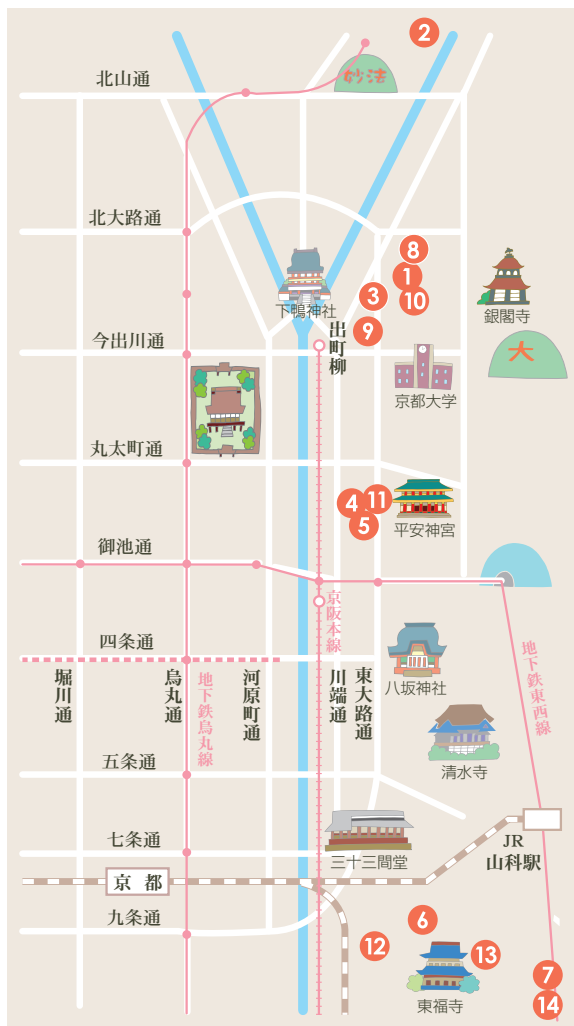 2
妙法
北山通
北大路通
8
1
3
10
下鴨神社
銀閣寺
9
出町柳
今出川通
大
京都大学
丸太町通
4
11
5
平安神宮
御池通
京阪本線
四条通
地下鉄東西線
堀川通
烏丸通
地下鉄烏丸線
河原町通
川端通
東大路通
八坂神社
清水寺
五条通
七条通
三十三間堂
JR
山科駅
京都
九条通
6
12
13
7
東福寺
14